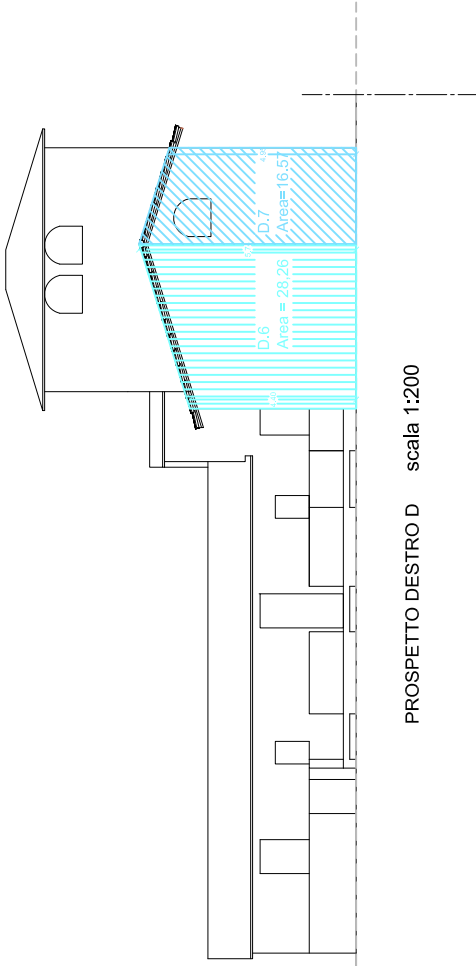 D.6
Area = 28,26
D.7
Area=16.57
PROSPETTO DESTRO D scala 1:200